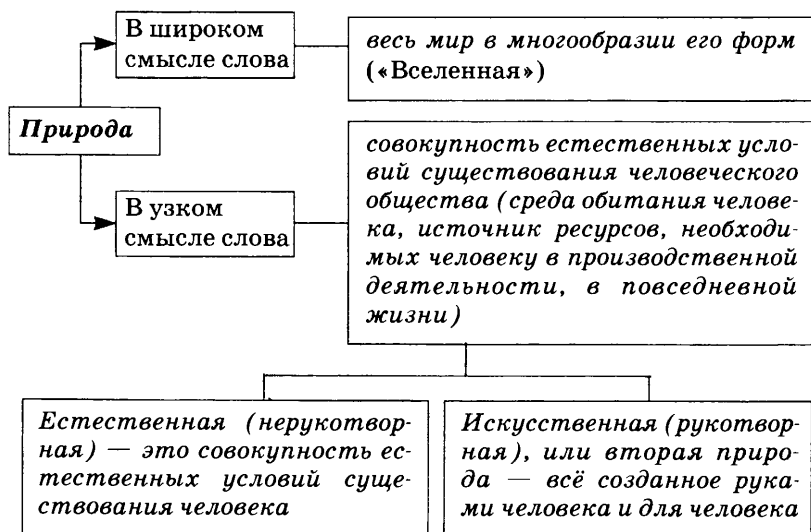 В широком
смысле слова
весь мир в многообразии его форм
(«Вселенная»)
Природа
В узком
смысле слова
совокупность естественных усло-
вий существования человеческого
общества (среда обитания челове-
ка, источник ресурсов, необходи-
мых человеку в производственной
деятельности, в повседневной
жизни)
Естественная (нерукотвор-
ная) — это совокупность ес-
тественных условий суще-
ствования человека
Искусственная (рукотвор-
ная), или вторая приро-
да — всё созданное рука-
ми человека и для человека